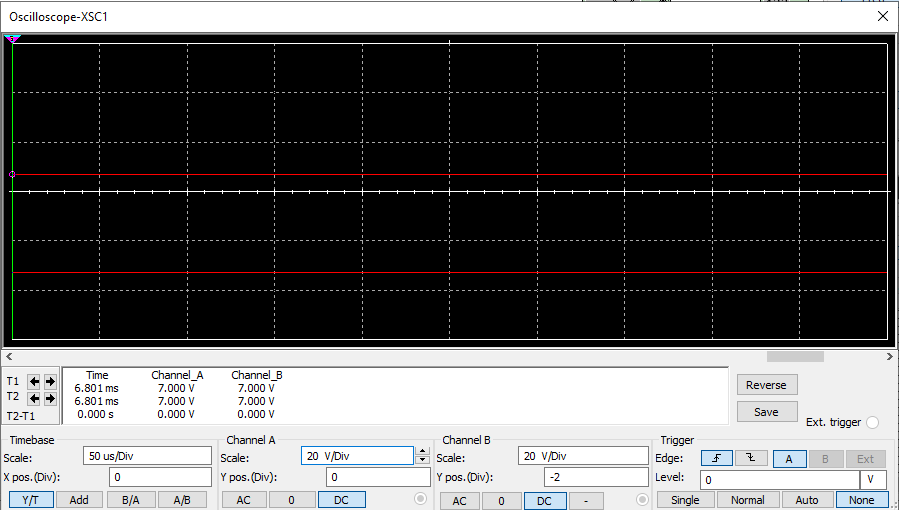 Oscilloscope-XSC1
T1
T2
T2-T1
Time Channel_A Channel_B
6.801 ms 7.000 V 7.000 V
6.801 ms 7.000 V 7.000 V
0.000 s 0.000 V 0.000 V
Reverse
Save
Ext. trigger
Timebase
Scale: 50 us/Div
X pos.(Div): 0
Y/T Add B/A A/B
Channel A
Scale: 20 V/Div
Y pos.(Div): 0
AC 0 DC
Channel B
Scale: 20 V/Div
Y pos.(Div): -2
AC 0 DC -
Trigger
Edge: A B Ext
Level: 0 V
Single Normal Auto None